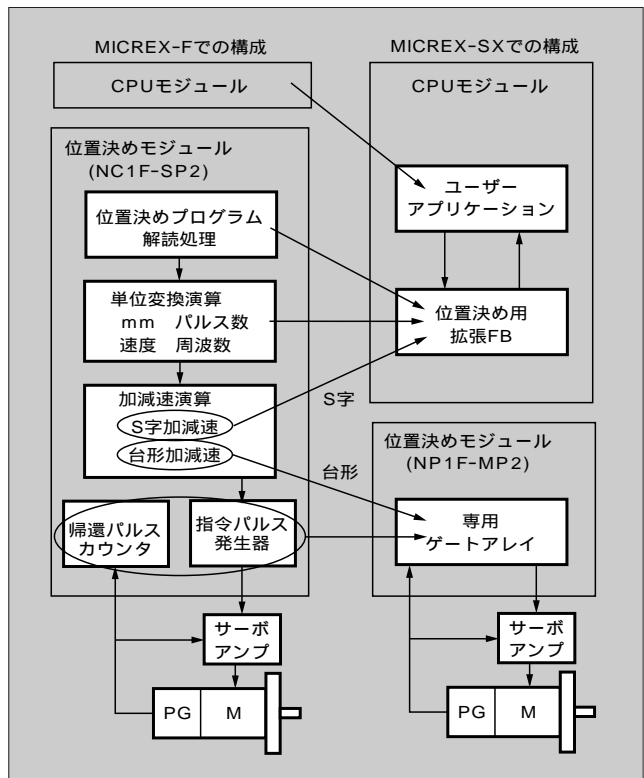 MICREX-Fでの構成
CPUモジュール
位置決めモジュール
(NC1F-SP2)
位置決めプログラム
解読処理
単位変換演算
mm パルス数
速度 周波数
加減速演算
S字加減速
台形加減速
帰還パルス
カウンタ
指令パルス
発生器
サーボ
アンプ
PG M
MICREX-SXでの構成
CPUモジュール
ユーザー
アプリケーション
位置決め用
拡張FB
S字
位置決めモジュール
(NP1F-MP2)
台形
専用
ゲートアレイ
サーボ
アンプ
PG M